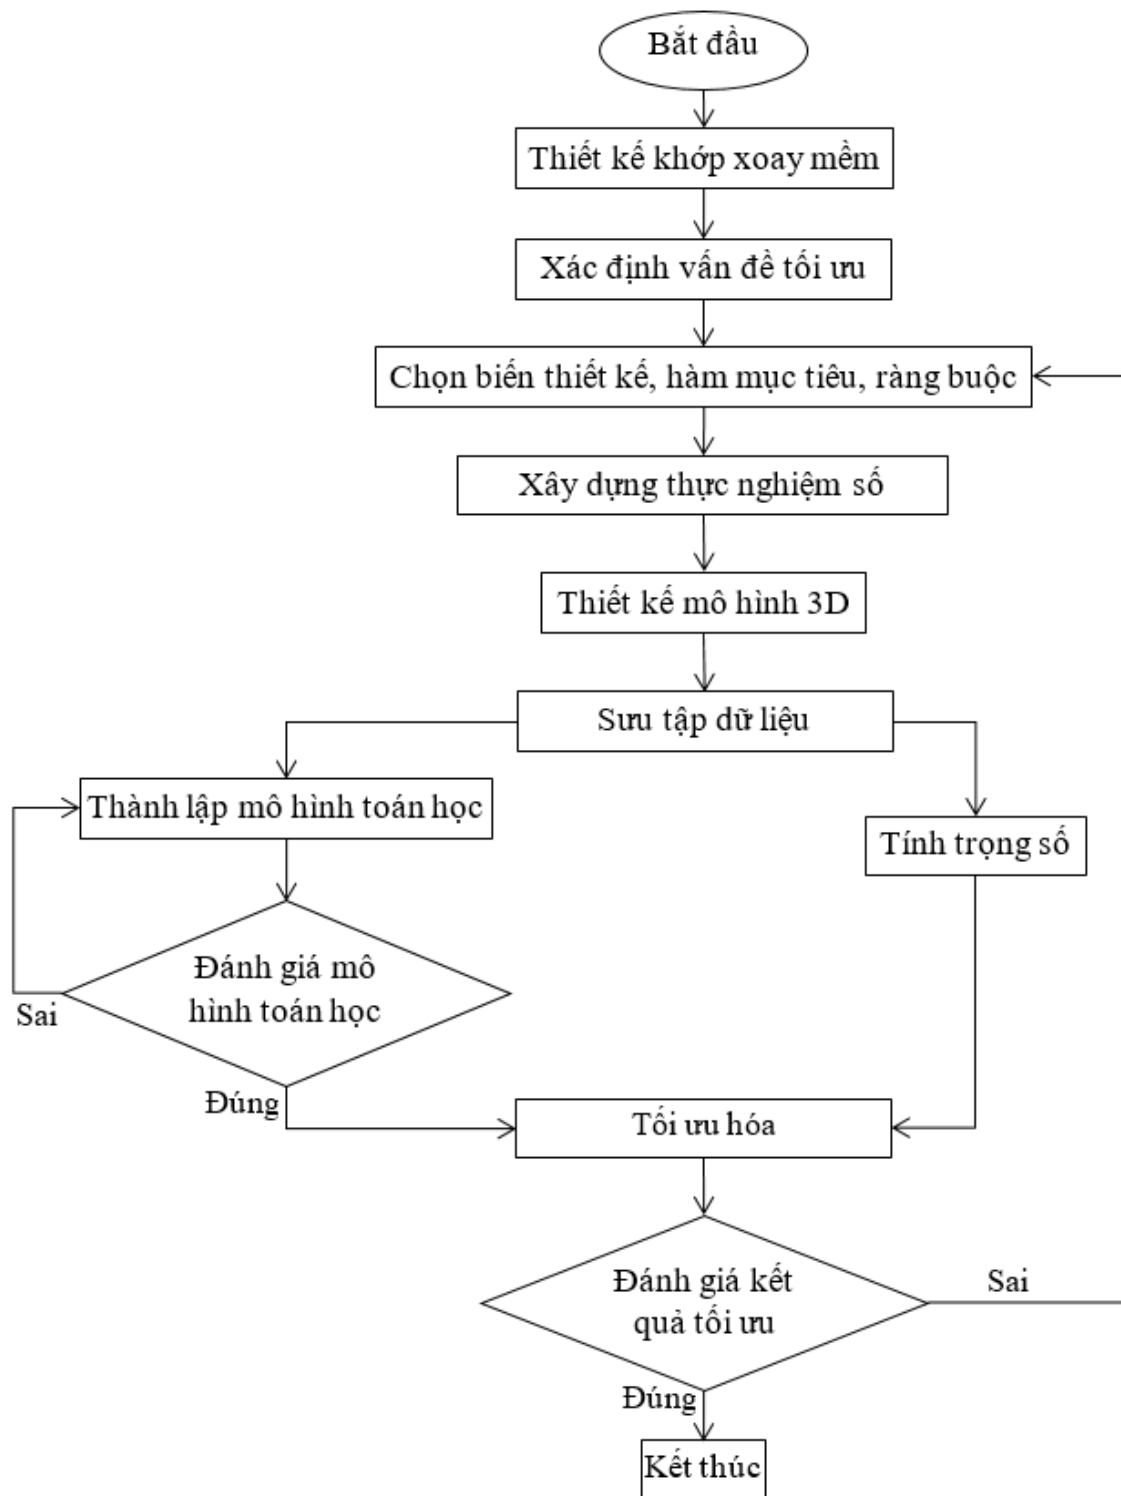 Bắt đầu
Thiết kế khớp xoay mềm
Xác định vấn đề tối ưu
Chọn biến thiết kế, hàm mục tiêu, ràng buộc
Xây dựng thực nghiệm số
Thiết kế mô hình 3D
Sưu tập dữ liệu
Thành lập mô hình toán học
Tính trọng số
Đánh giá mô
hình toán học
Sai
Đúng
Tối ưu hóa
Đánh giá kết
quả tối ưu
Sai
Đúng
Kết thúc